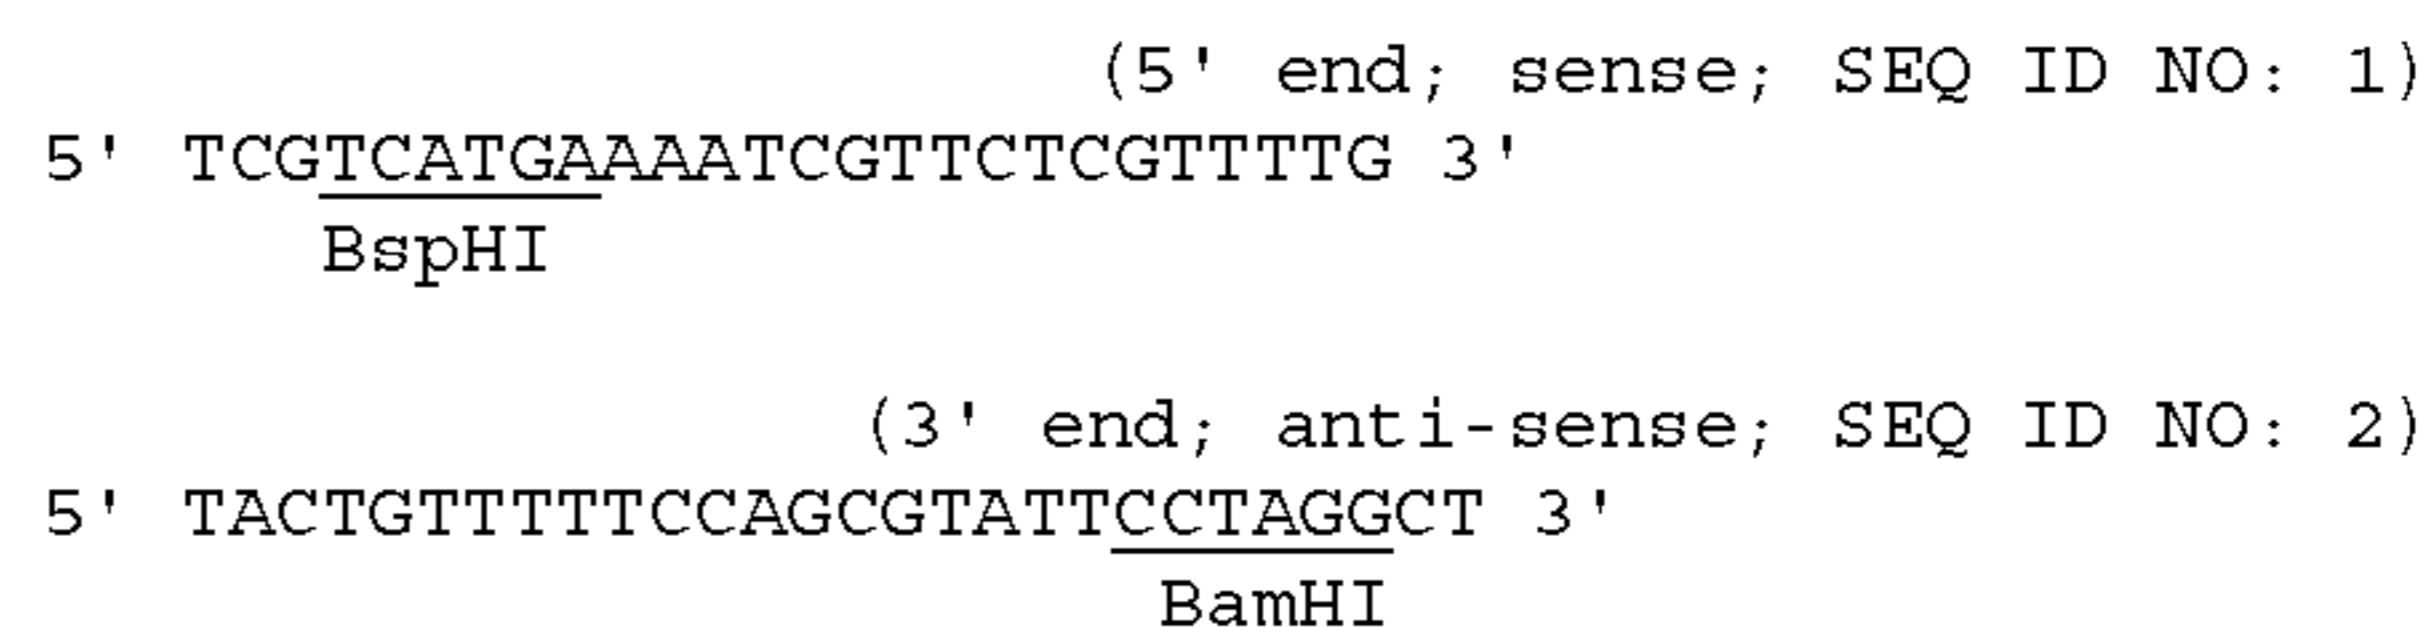 (5' end; sense; SEQ ID NO: 1)
5' TCGTCATGAAAATCGTTCTCGTTTTG 3'
BspHI
(3' end; anti-sense; SEQ ID NO: 2)
5' TACTGTTTTTCCAGCGTATTCCTAGGCT 3'
BamHI